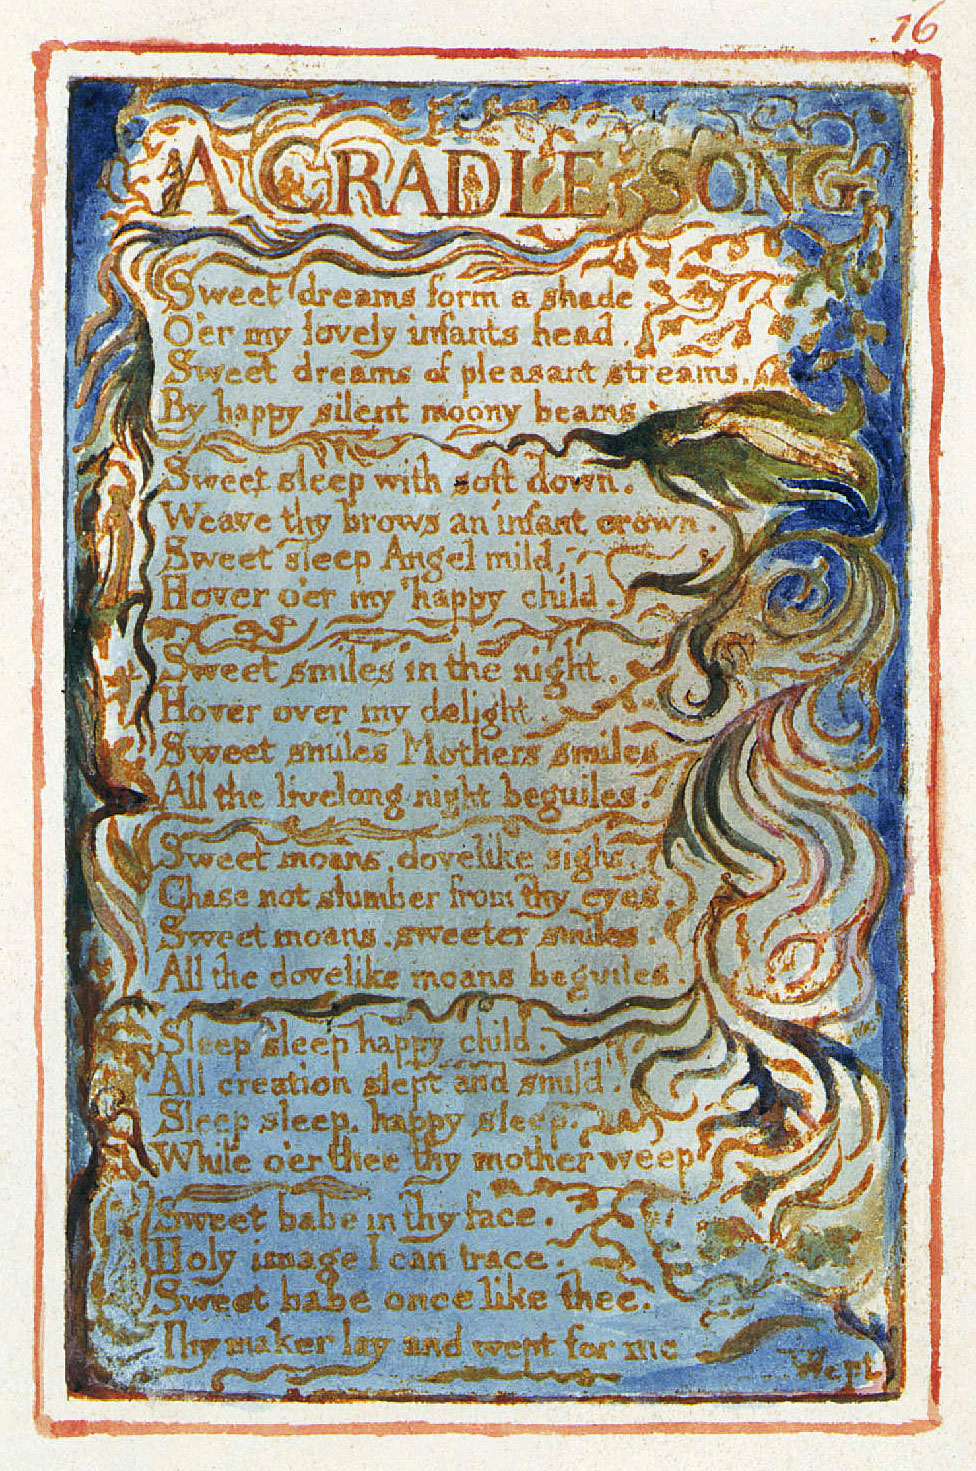 16
A CRADLE SONG
Sweet dreams form a shade
O'er my lovely infants head.
Sweet dreams of pleasant streams.
By happy silent moony beams
Sweet sleep with soft down.
Weave thy brows an infant crown.
Sweet sleep Angel mild,
Hover o'er my happy child.
Sweet smiles in the night.
Hover over my delight.
Sweet smiles Mothers smiles
All the livelong night beguiles.
Sweet moans, dovelike sighs.
Chase not slumber from thy eyes.
Sweet moans, sweeter smiles.
All the dovelike moans beguiles.
Sleep sleep happy child.
All creation slept and smil'd.
Sleep sleep, happy sleep.
While o'er thee thy mother weep
Sweet babe in thy face.
Holy image I can trace.
Sweet babe once like thee.
Thy maker lay and wept for me
Wept